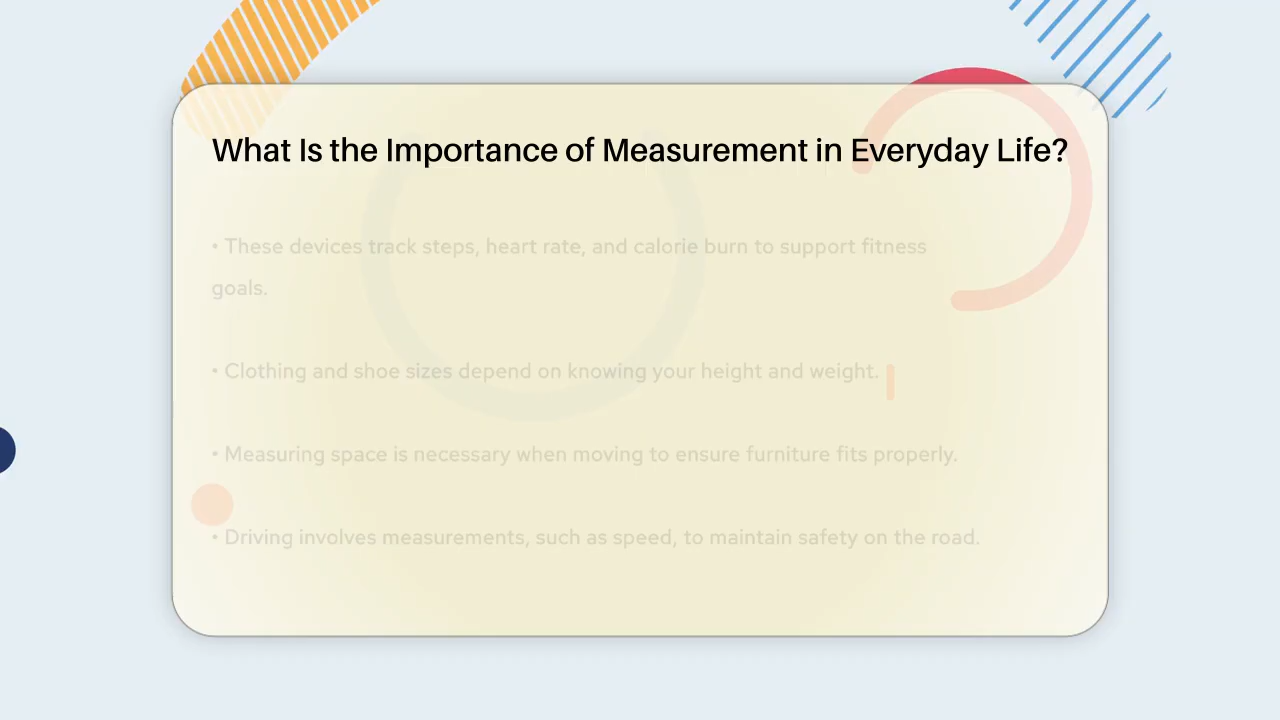 What Is the Importance of Measurement in Everyday Life?
• These devices track steps, heart rate, and calorie burn to support fitness
goals.
• Clothing and shoe sizes depend on knowing your height and weight.
• Measuring space is necessary when moving to ensure furniture fits properly.
• Driving involves measurements, such as speed, to maintain safety on the road.